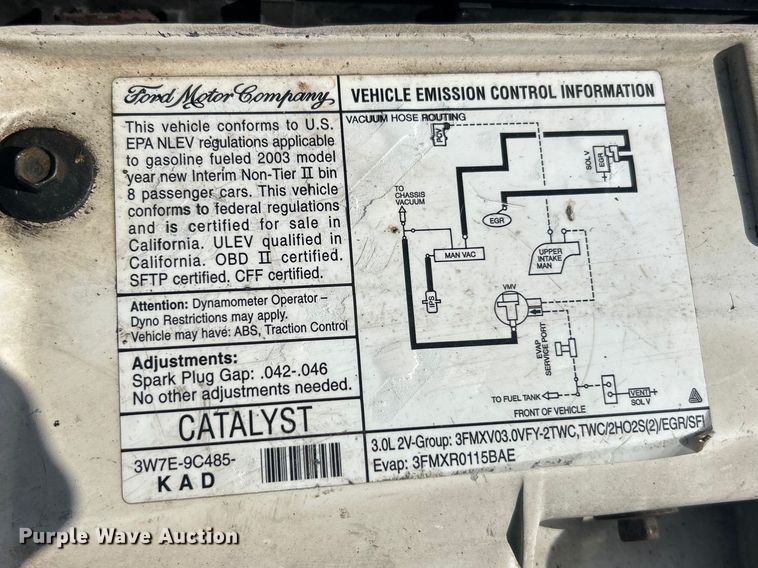 Ford Motor Company
VEHICLE EMISSION CONTROL INFORMATION
This vehicle conforms to U.S.
EPA NLEV regulations applicable
to gasoline fueled 2003 model
year new Interim Non-Tier II bin
8 passenger cars. This vehicle
conforms to federal regulations
and is certified for sale in
California. ULEV qualified in
California. OBD II certified.
SFTP certified. CFF certified.
Attention: Dynamometer Operator –
Dyno Restrictions may apply.
Vehicle may have: ABS, Traction Control
Adjustments:
Spark Plug Gap: .042-.046
No other adjustments needed.
CATALYST
3W7E-9C485-
KAD
VACUUM HOSE ROUTING
PCV
SOL V
EGR
TO
CHASSIS
VACUUM
EGR
MAN VAC
UPPER
INTAKE
MAN
IPS
VMV
EVAP
SERVICE PORT
TO FUEL TANK
VENT
SOL V
FRONT OF VEHICLE
3.0L 2V-Group: 3FMXV03.0VFY-2TWC,TWC/2HO2S(2)/EGR/SFI
Evap: 3FMXR0115BAE
Purple Wave Auction